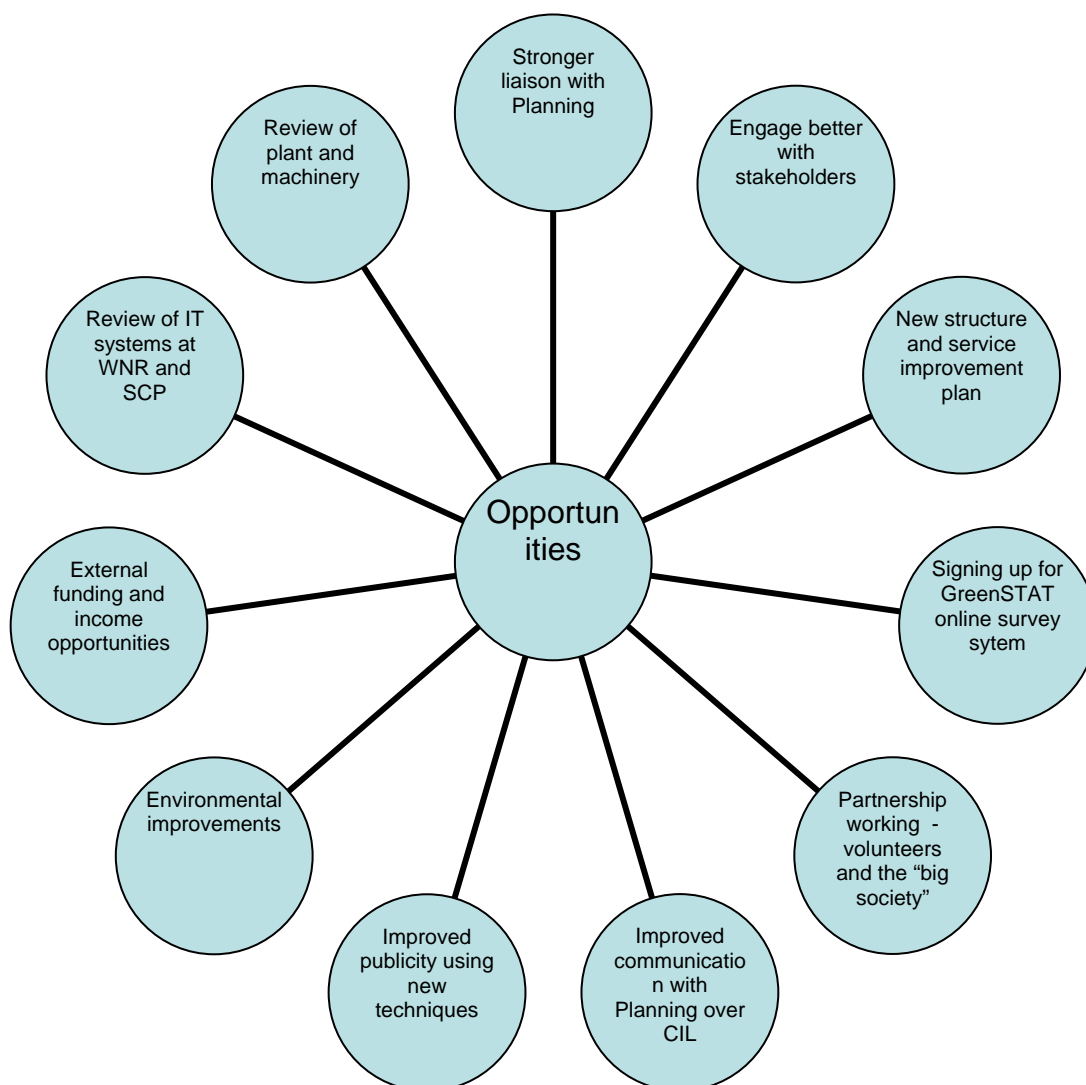 Stronger
liaison with
Planning
Engage better
with
stakeholders
New structure
and service
improvement
plan
Signing up for
GreenSTAT
online survey
sytem
Partnership
working -
volunteers
and the “big
society”
Improved
communicatio
n with
Planning over
CIL
Improved
publicity using
new
techniques
Environmental
improvements
External
funding and
income
opportunities
Review of IT
systems at
WNR and
SCP
Review of
plant and
machinery
Opportun
ities